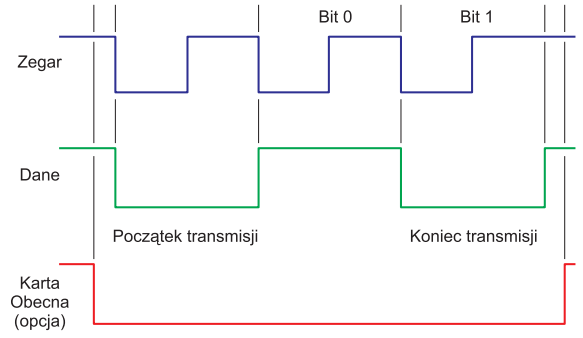 Bit 0
Bit 1
Zegar
Dane
Początek transmisji
Koniec transmisji
Karta
Obecna
(opcja)